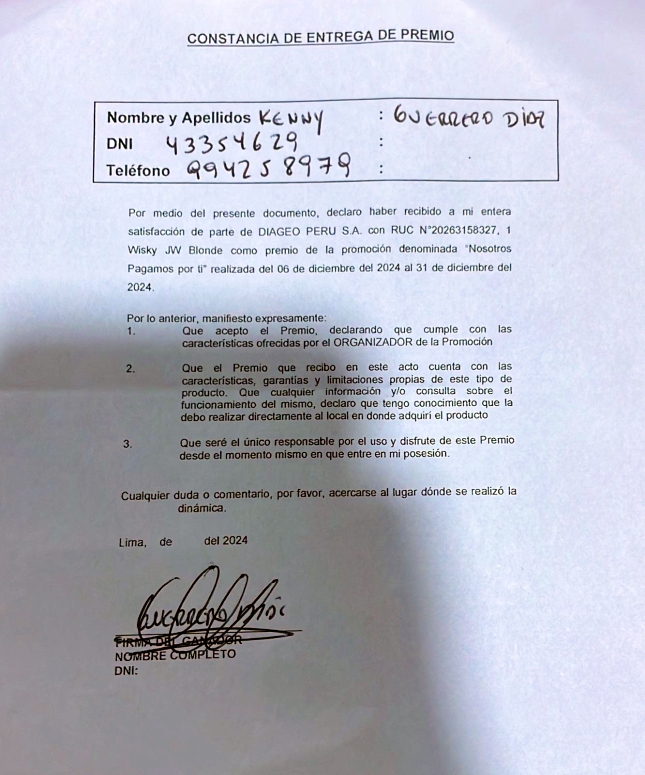 CONSTANCIA DE ENTREGA DE PREMIO
Nombre y Apellidos KENNY : GUERRERO DÍAZ
DNI 43354629 :
Teléfono 994258979 :
Por medio del presente documento, declaro haber recibido a mi entera
satisfacción de parte de DIAGEO PERU S.A. con RUC N°20263158327, 1
Wisky JW Blonde como premio de la promoción denominada "Nosotros
Pagamos por ti" realizada del 06 de diciembre del 2024 al 31 de diciembre del
2024.
Por lo anterior, manifiesto expresamente:
1. Que acepto el Premio, declarando que cumple con las
características ofrecidas por el ORGANIZADOR de la Promoción
2. Que el Premio que recibo en este acto cuenta con las
características, garantías y limitaciones propias de este tipo de
producto. Que cualquier información y/o consulta sobre el
funcionamiento del mismo, declaro que tengo conocimiento que la
debo realizar directamente al local en donde adquirí el producto
3. Que seré el único responsable por el uso y disfrute de este Premio
desde el momento mismo en que entre en mi posesión.
Cualquier duda o comentario, por favor, acercarse al lugar dónde se realizó la
dinámica.
Lima, de del 2024
GUERRERO DÍAZ
FIRMA DEL GANADOR
NOMBRE COMPLETO
DNI: